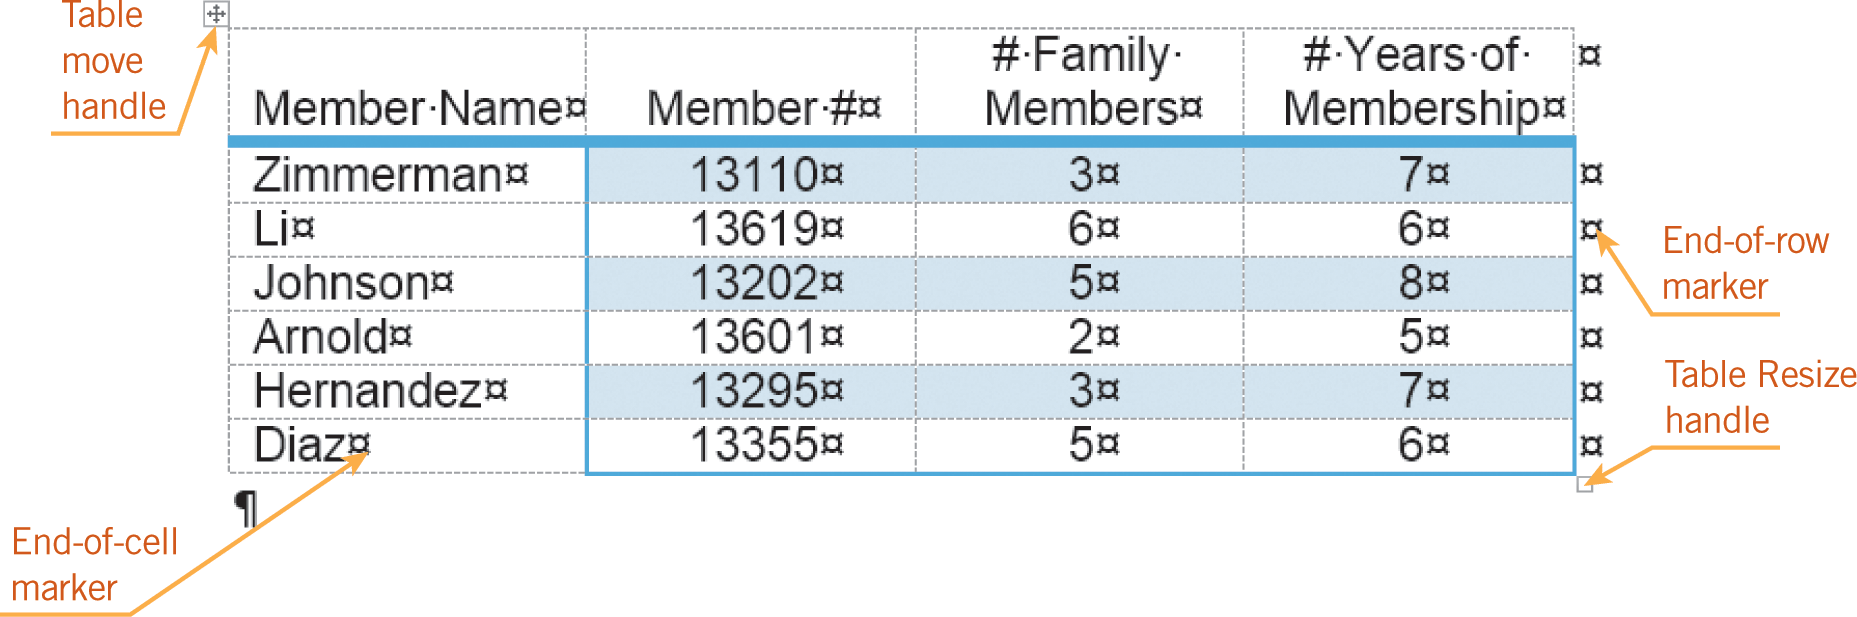 Table
move
handle
#·Family· #·Years·of· ¤
Member·Name¤ Member·#¤ Members¤ Membership¤
Zimmerman¤ 13110¤ 3¤ 7¤ ¤
Li¤ 13619¤ 6¤ 6¤ ¤
Johnson¤ 13202¤ 5¤ 8¤ ¤
Arnold¤ 13601¤ 2¤ 5¤ ¤
Hernandez¤ 13295¤ 3¤ 7¤ ¤
Diaz¤ 13355¤ 5¤ 6¤ ¤
¶
End-of-row
marker
Table Resize
handle
End-of-cell
marker